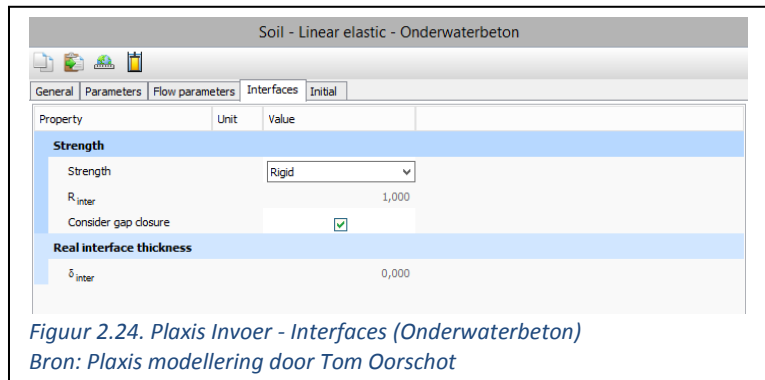 Soil - Linear elastic - Onderwaterbeton
General Parameters Flow parameters Interfaces Initial
Property Unit Value
Strength
Strength Rigid
R inter 1,000
Consider gap closure
Real interface thickness
δ inter 0,000
Figuur 2.24. Plaxis Invoer - Interfaces (Onderwaterbeton)
Bron: Plaxis modellering door Tom Oorschot